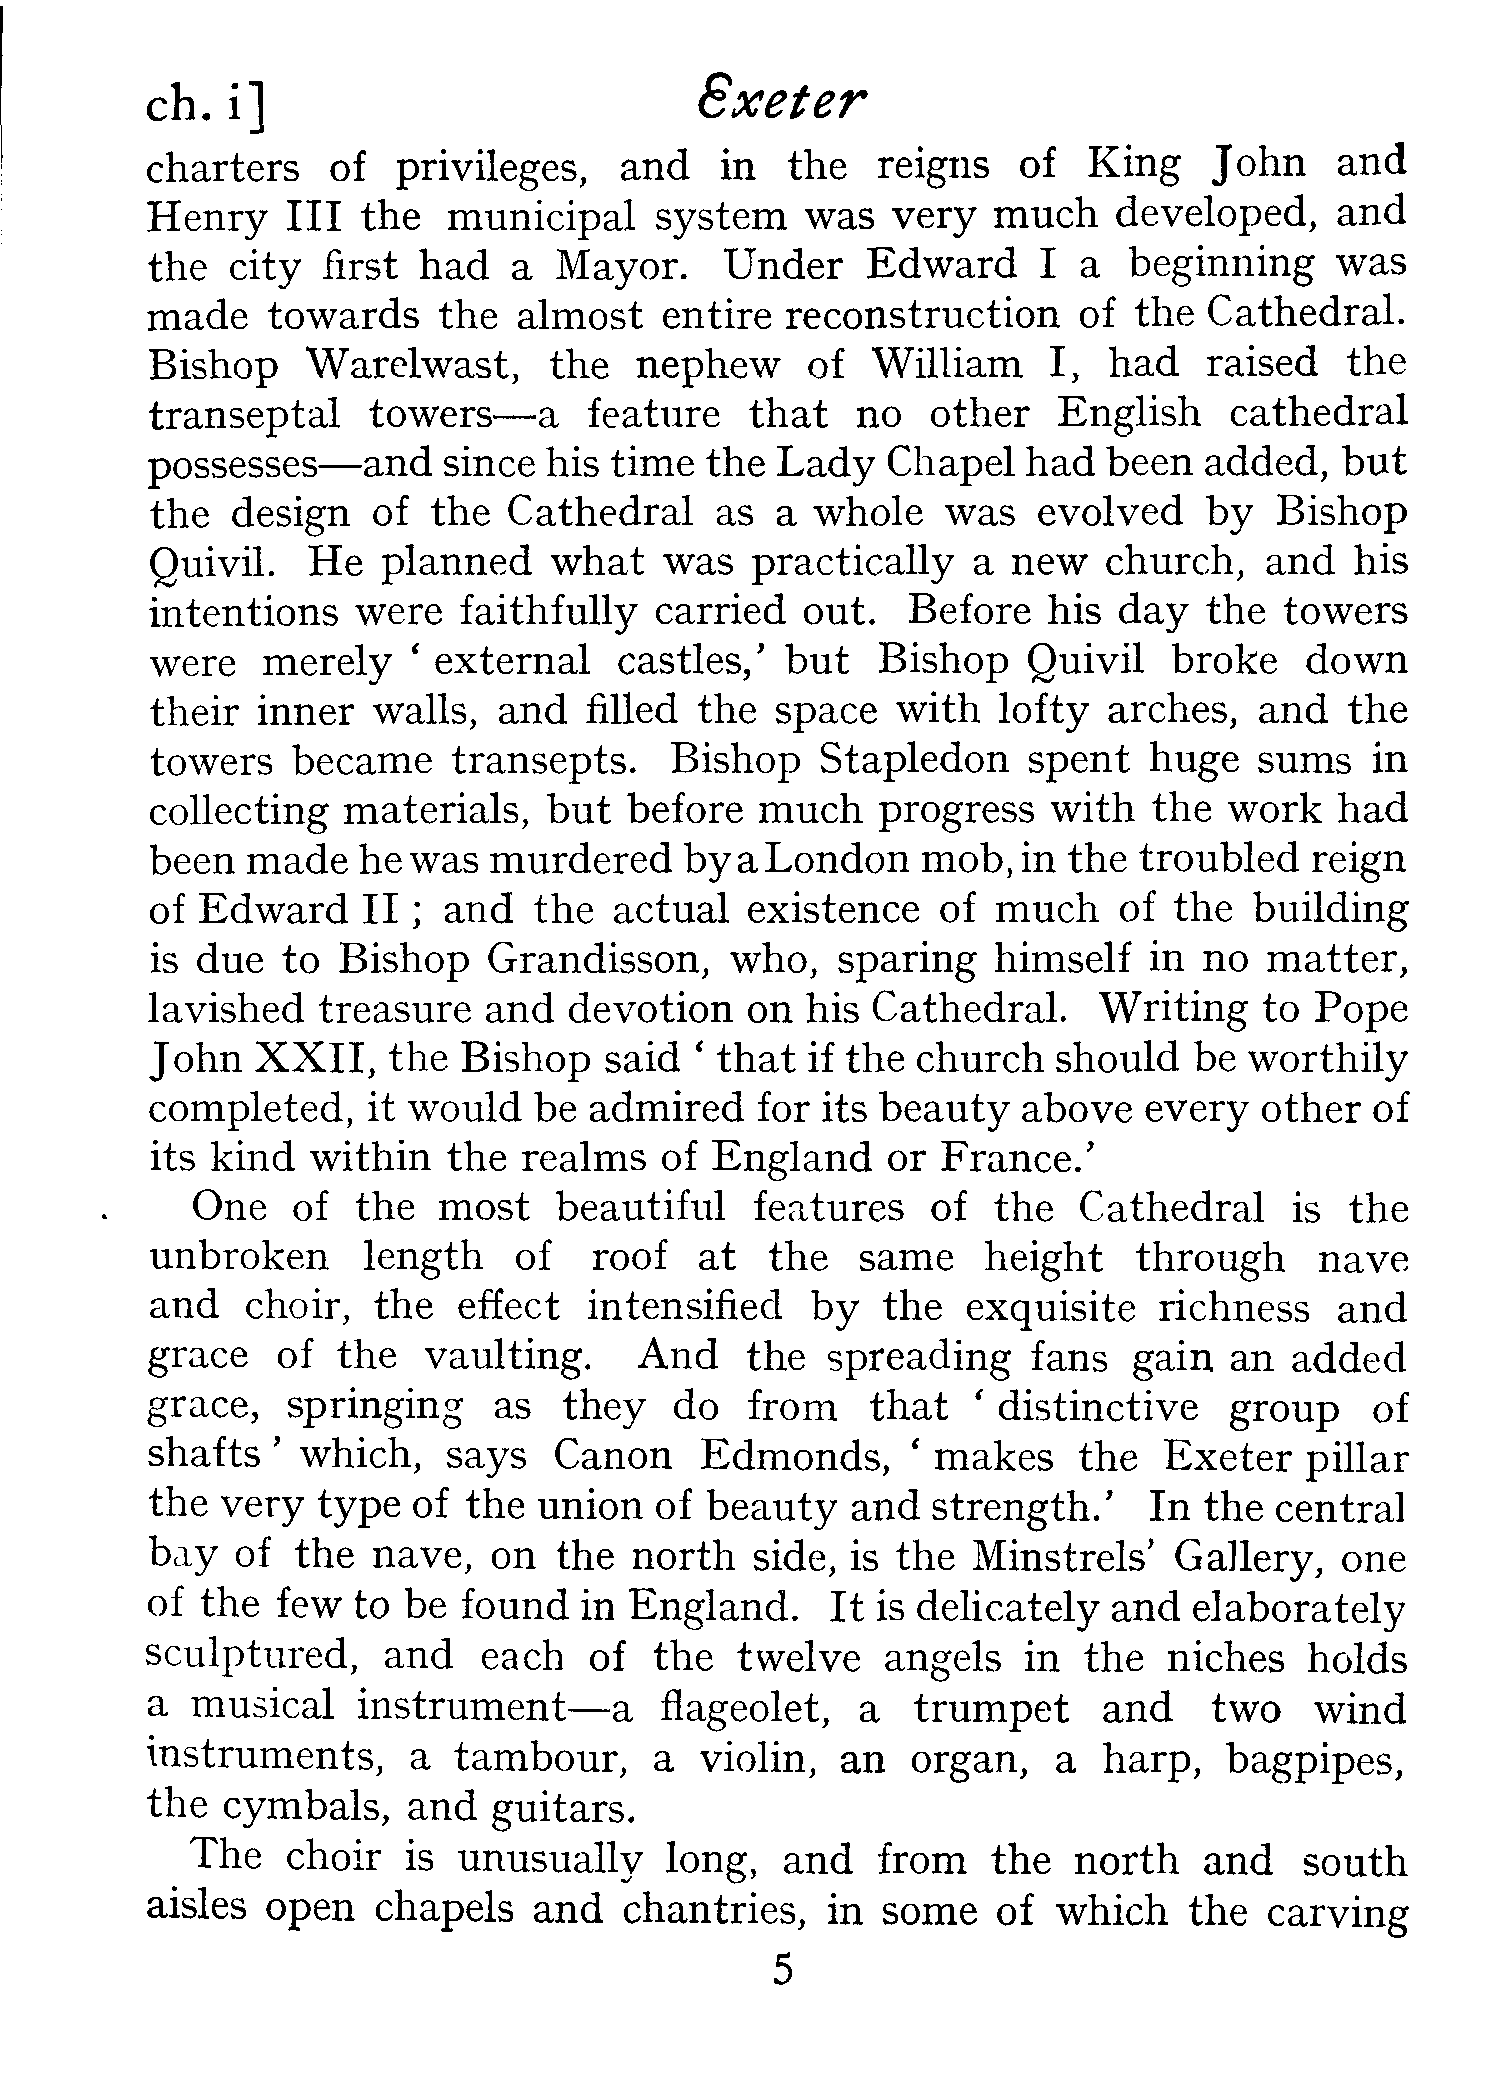 ch. i] Exeter
charters of privileges, and in the reigns of King John and
Henry III the municipal system was very much developed, and
the city first had a Mayor. Under Edward I a beginning was
made towards the almost entire reconstruction of the Cathedral.
Bishop Warelwast, the nephew of William I, had raised the
transeptal towers—a feature that no other English cathedral
possesses—and since his time the Lady Chapel had been added, but
the design of the Cathedral as a whole was evolved by Bishop
Quivil. He planned what was practically a new church, and his
intentions were faithfully carried out. Before his day the towers
were merely ‘ external castles,’ but Bishop Quivil broke down
their inner walls, and filled the space with lofty arches, and the
towers became transepts. Bishop Stapledon spent huge sums in
collecting materials, but before much progress with the work had
been made he was murdered by a London mob, in the troubled reign
of Edward II ; and the actual existence of much of the building
is due to Bishop Grandisson, who, sparing himself in no matter,
lavished treasure and devotion on his Cathedral. Writing to Pope
John XXII, the Bishop said ‘ that if the church should be worthily
completed, it would be admired for its beauty above every other of
its kind within the realms of England or France.’
One of the most beautiful features of the Cathedral is the
unbroken length of roof at the same height through nave
and choir, the effect intensified by the exquisite richness and
grace of the vaulting. And the spreading fans gain an added
grace, springing as they do from that ‘ distinctive group of
shafts ’ which, says Canon Edmonds, ‘ makes the Exeter pillar
the very type of the union of beauty and strength.’ In the central
bay of the nave, on the north side, is the Minstrels’ Gallery, one
of the few to be found in England. It is delicately and elaborately
sculptured, and each of the twelve angels in the niches holds
a musical instrument—a flageolet, a trumpet and two wind
instruments, a tambour, a violin, an organ, a harp, bagpipes,
the cymbals, and guitars.
The choir is unusually long, and from the north and south
aisles open chapels and chantries, in some of which the carving
5